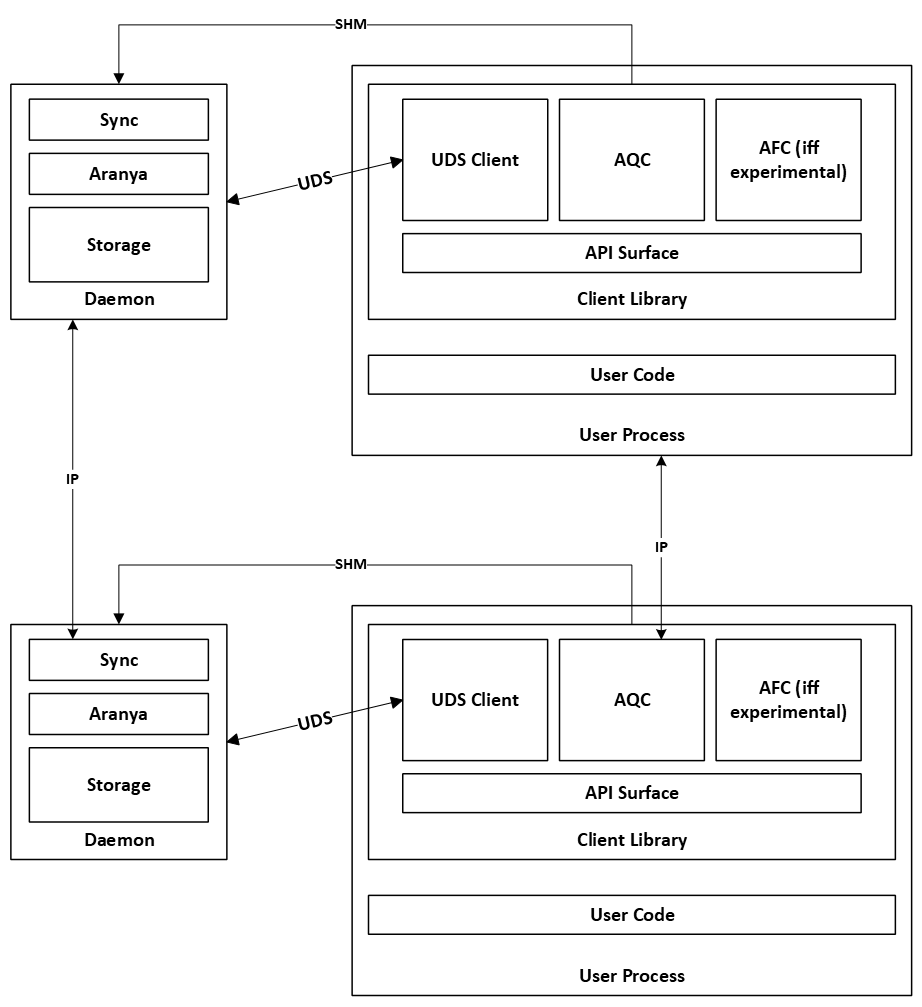 SHM
Sync
Aranya
Storage
Daemon
UDS
UDS Client
AQC
AFC (iff
experimental)
API Surface
Client Library
User Code
User Process
IP
IP
SHM
Sync
Aranya
Storage
Daemon
UDS
UDS Client
AQC
AFC (iff
experimental)
API Surface
Client Library
User Code
User Process